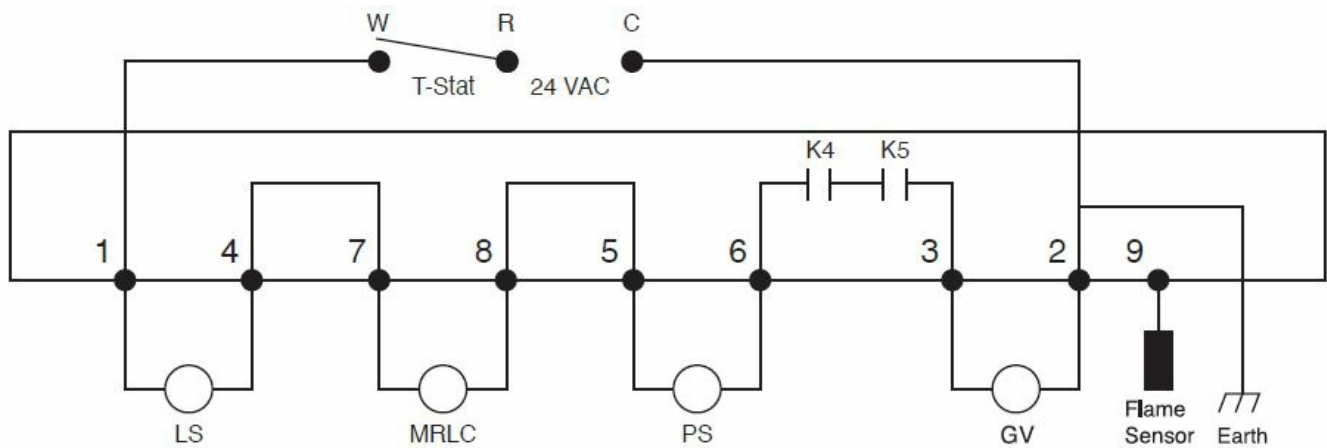 W R C
T-Stat 24 VAC
K4 K5
1 4 7 8 5 6 3 2 9
LS MRLC PS GV
Flame
Sensor Earth